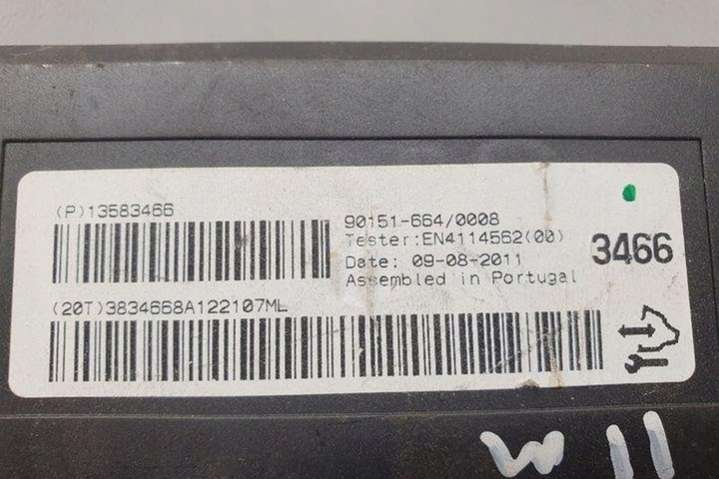 (P)13583466
90151-664/0008
Tester:EN4114562(00)
Date: 09-08-2011
Assembled in Portugal
3466
(20T)3834668A122107ML
W 11